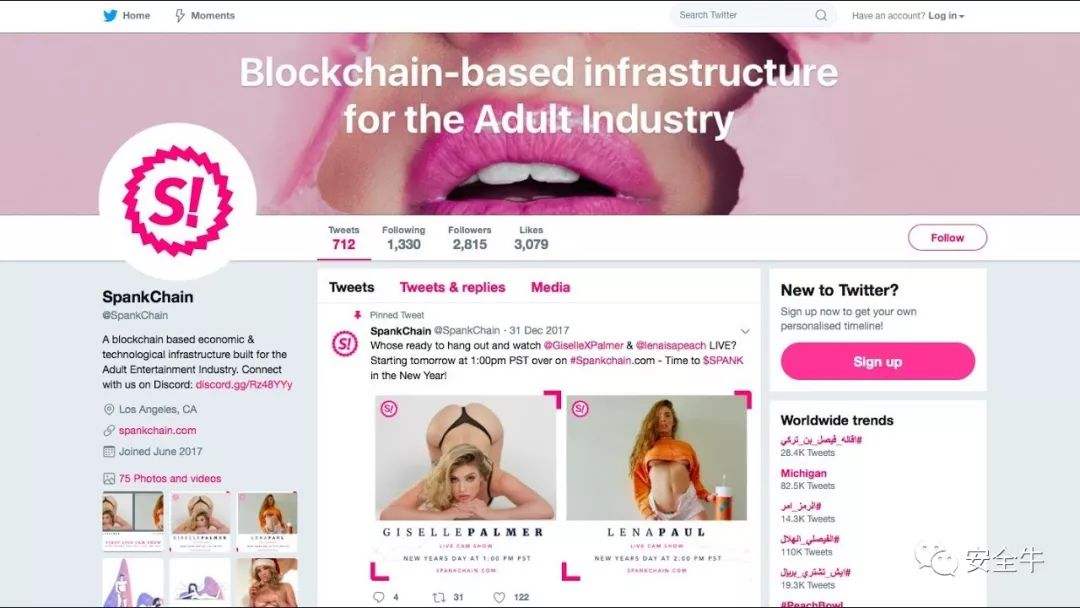 Home
Moments
Search Twitter
Have an account? Log in
Blockchain-based infrastructure
for the Adult Industry
S!
Tweets
712
Following
1,330
Followers
2,815
Likes
3,079
Follow
SpankChain
@SpankChain
A blockchain based economic &
technological infrastructure built for the
Adult Entertainment Industry. Connect
with us on Discord: discord.gg/Rz48YYy
Los Angeles, CA
spankchain.com
Joined June 2017
75 Photos and videos
Tweets
Tweets & replies
Media
Pinned Tweet
S!
SpankChain @SpankChain · 31 Dec 2017
Whose ready to hang out and watch @GiselleXPalmer & @lenaisapeach LIVE?
Starting tomorrow at 1:00pm PST over on #Spankchain.com - Time to $SPANK
in the New Year!
S!
GISELLEPALMER
LIVE CAM SHOW
NEW YEARS DAY AT 1:00 PM PST
SPANKCHAIN.COM
S!
LENAPAUL
LIVE CAM SHOW
NEW YEARS DAY AT 2:00 PM PST
SPANKCHAIN.COM
4
31
122
New to Twitter?
Sign up now to get your own
personalised timeline!
Sign up
Worldwide trends
#اقاله_فيصل_بن_تركي
28.4K Tweets
Michigan
82.5K Tweets
#الرمز_امر
14.3K Tweets
#الفيصلي_الهلال
110K Tweets
#ايش_تشتري_بريال
19.3K Tweets
#PeachBowl
安全牛